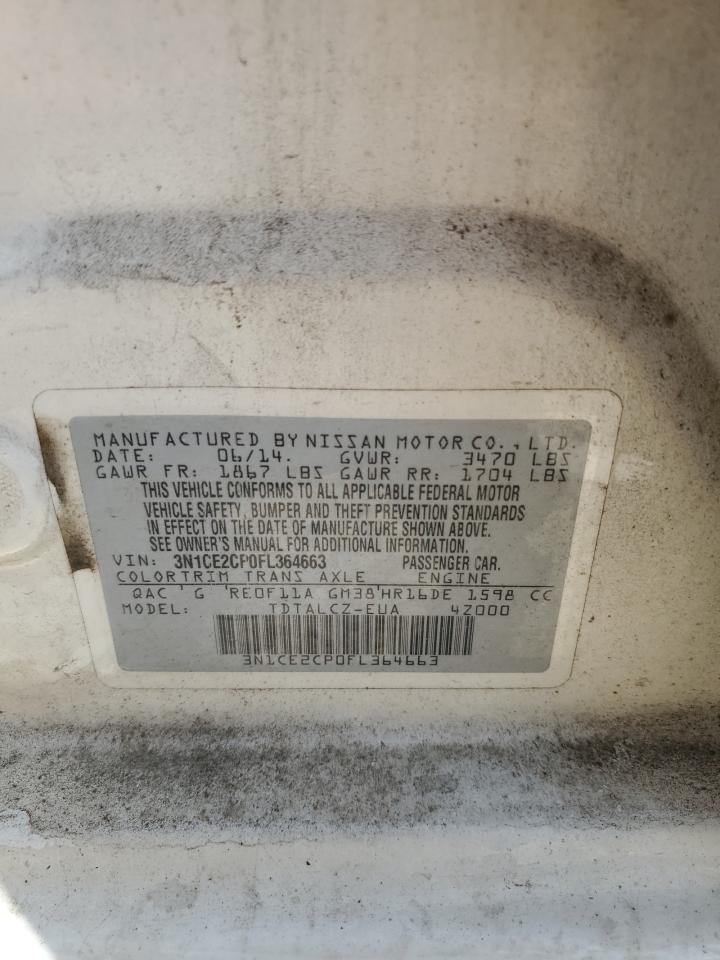 MANUFACTURED BY NISSAN MOTOR CO., LTD.
DATE: 06/14. GVWR: 3470 LBS
GAWR FR: 1867 LBS GAWR RR: 1704 LBS
THIS VEHICLE CONFORMS TO ALL APPLICABLE FEDERAL MOTOR
VEHICLE SAFETY, BUMPER AND THEFT PREVENTION STANDARDS
IN EFFECT ON THE DATE OF MANUFACTURE SHOWN ABOVE.
SEE OWNER'S MANUAL FOR ADDITIONAL INFORMATION.
VIN: 3N1CE2CP0FL364663 PASSENGER CAR.
COLOR TRIM TRANS AXLE ENGINE
QAC ' G 'RE0F11A GM38'HR16DE 1598 CC
MODEL: TDTALCZ-EUA 4Z000
3N1CE2CP0FL364663